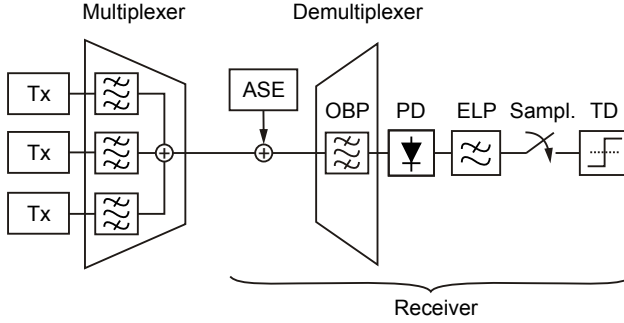 Multiplexer
Demultiplexer
Tx
ASE
OBP PD ELP Sampl. TD
Tx
Tx
Receiver